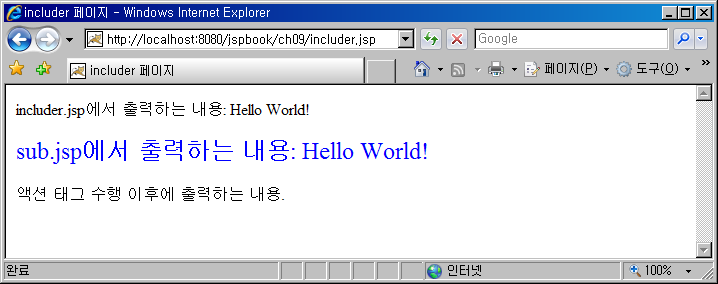 includer 페이지 - Windows Internet Explorer
http://localhost:8080/jspbook/ch09/includer.jsp
Google
includer 페이지
페이지(P)
도구(O)
»
includer.jsp에서 출력하는 내용: Hello World!
sub.jsp에서 출력하는 내용: Hello World!
액션 태그 수행 이후에 출력하는 내용.
완료
인터넷
100%